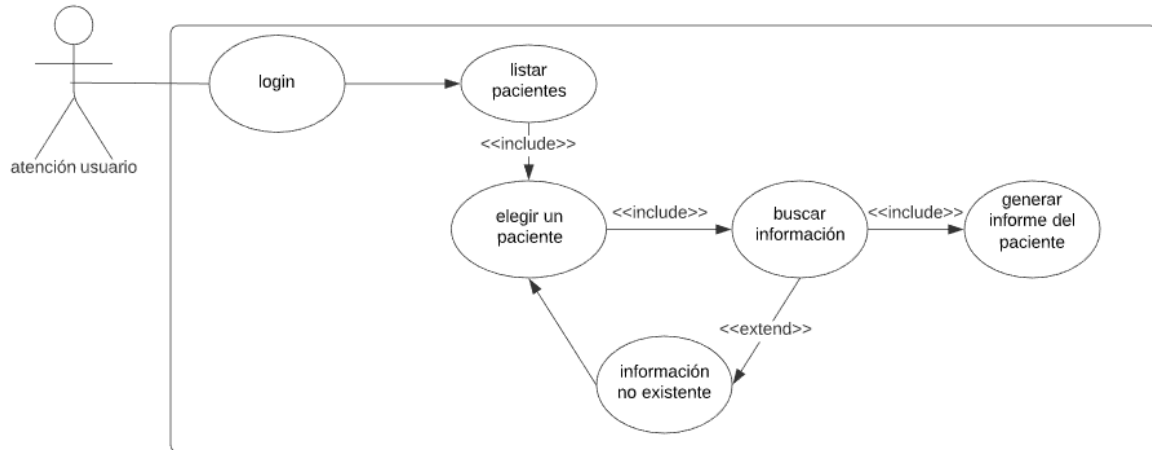 login
listar
pacientes
<<include>>
atención usuario
elegir un
paciente
<<include>>
buscar
información
<<include>>
generar
informe del
paciente
<<extend>>
información
no existente